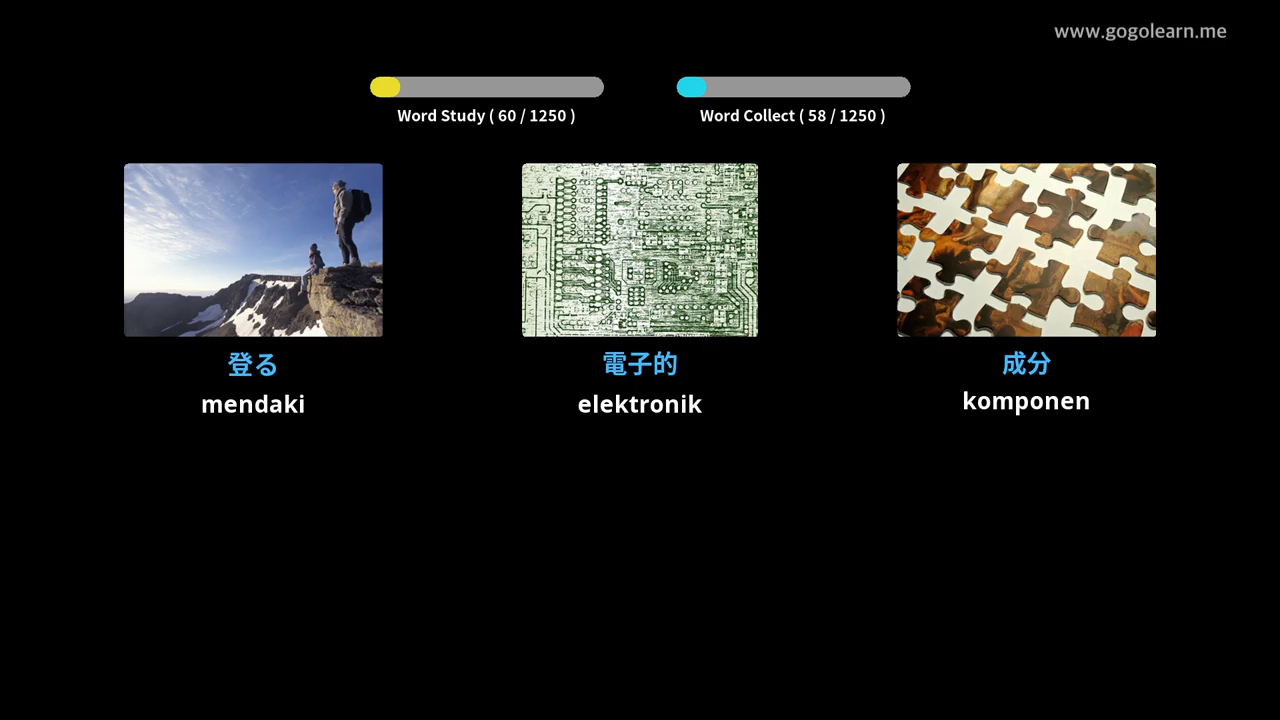 www.gogolearn.me
Word Study ( 60 / 1250 )
Word Collect ( 58 / 1250 )
登る
電子的
成分
mendaki
elektronik
komponen